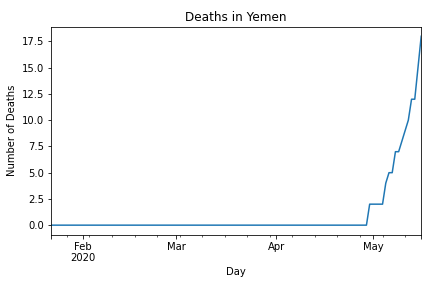 Deaths in Yemen
Number of Deaths
17.5
15.0
12.5
10.0
7.5
5.0
2.5
0.0
Feb
2020
Mar
Apr
May
Day